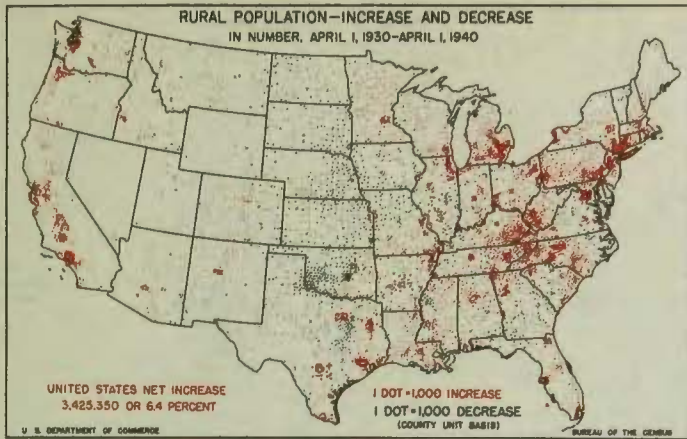 RURAL POPULATION—INCREASE AND DECREASE
IN NUMBER, APRIL 1, 1930—APRIL 1, 1940
UNITED STATES NET INCREASE
3,425,350 OR 6.4 PERCENT
1 DOT=1,000 INCREASE
1 DOT=1,000 DECREASE
(COUNTY UNIT BASIS)
U. S. DEPARTMENT OF COMMERCE
BUREAU OF THE CENSUS